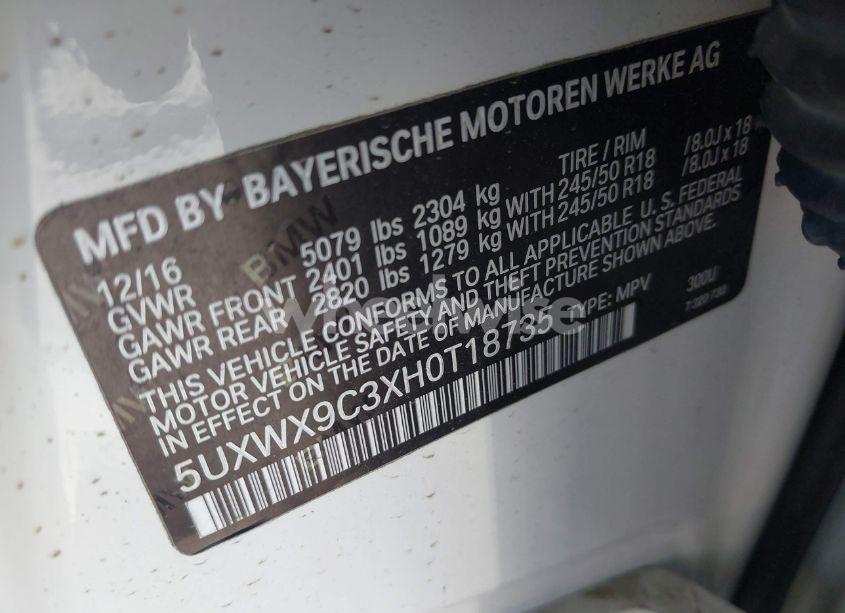 MFD BY BAYERISCHE MOTOREN WERKE AG
12/16
GVWR 5079 lbs 2304 kg TIRE / RIM
GAWR FRONT 2401 lbs 1089 kg WITH 245/50 R18 /8.0J x 18
GAWR REAR 2820 lbs 1279 kg WITH 245/50 R18 /8.0J x 18
THIS VEHICLE CONFORMS TO ALL APPLICABLE U. S. FEDERAL
MOTOR VEHICLE SAFETY AND THEFT PREVENTION STANDARDS
IN EFFECT ON THE DATE OF MANUFACTURE SHOWN ABOVE.
5UXWX9C3XH0T18735 TYPE: MPV 300U
BMW